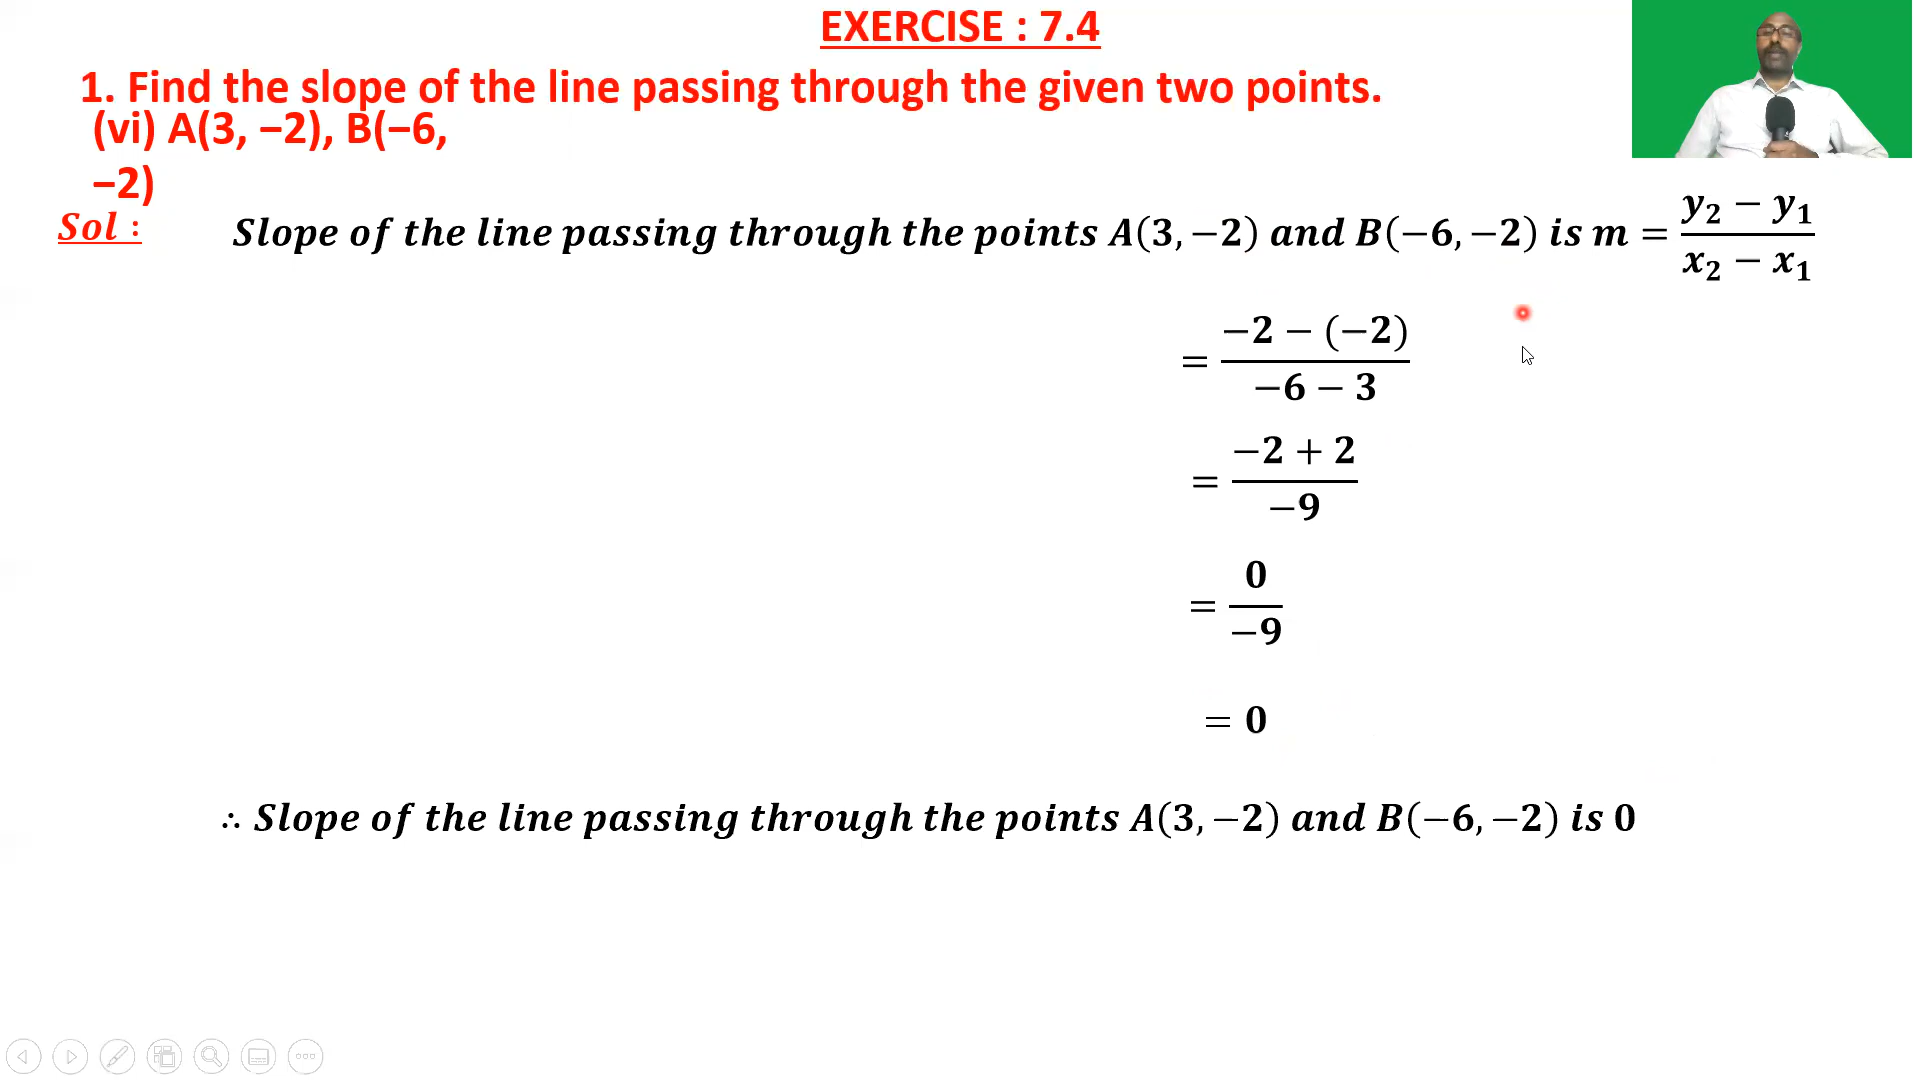 EXERCISE : 7.4
1. Find the slope of the line passing through the given two points.
(vi) A(3, −2), B(−6,
−2)
Sol : Slope of the line passing through the points A(3, −2) and B(−6, −2) is m = (y₂ − y₁)/(x₂ − x₁)
= (−2 − (−2))/(−6 − 3)
= (−2 + 2)/(−9)
= 0/(−9)
= 0
∴ Slope of the line passing through the points A(3, −2) and B(−6, −2) is 0